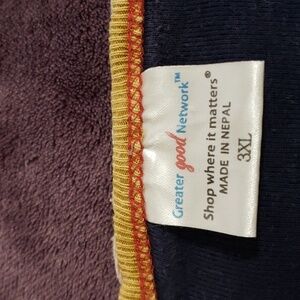 Greater good Network™
Shop where it matters®
MADE IN NEPAL
3XL